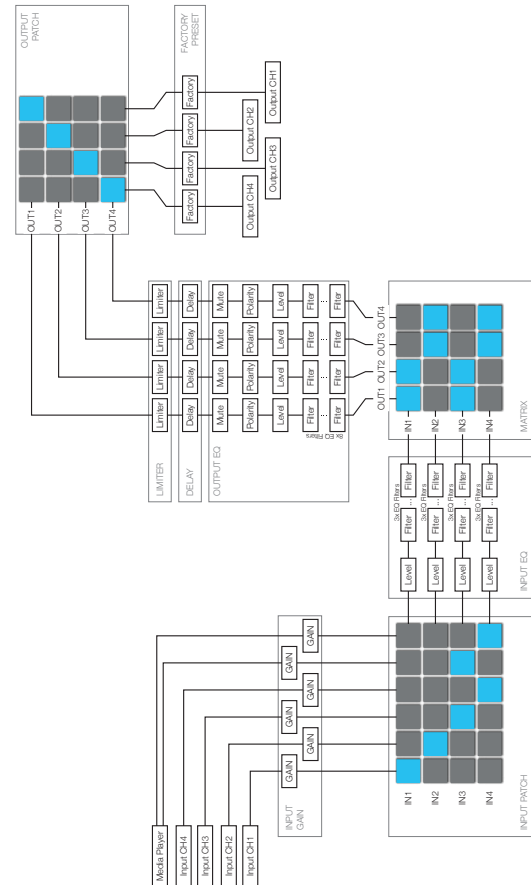 Media Player
Input CH4
Input CH3
Input CH2
Input CH1
INPUT GAIN
GAIN
GAIN
GAIN
GAIN
GAIN
GAIN
IN1
IN2
IN3
IN4
INPUT PATCH
3x EQ Filters
Level
Filter ... Filter
3x EQ Filters
Level
Filter ... Filter
3x EQ Filters
Level
Filter ... Filter
3x EQ Filters
Level
Filter ... Filter
INPUT EQ
IN1
IN2
IN3
IN4
OUT1
OUT2
OUT3
OUT4
MATRIX
8x EQ Filters
Filter ... Filter Level Polarity Mute
Filter ... Filter Level Polarity Mute
Filter ... Filter Level Polarity Mute
Filter ... Filter Level Polarity Mute
OUTPUT EQ
Delay
Delay
Delay
Delay
DELAY
Limiter
Limiter
Limiter
Limiter
LIMITER
OUT1
OUT2
OUT3
OUT4
OUTPUT PATCH
FACTORY PRESET
Factory
Factory
Factory
Factory
Output CH1
Output CH2
Output CH3
Output CH4